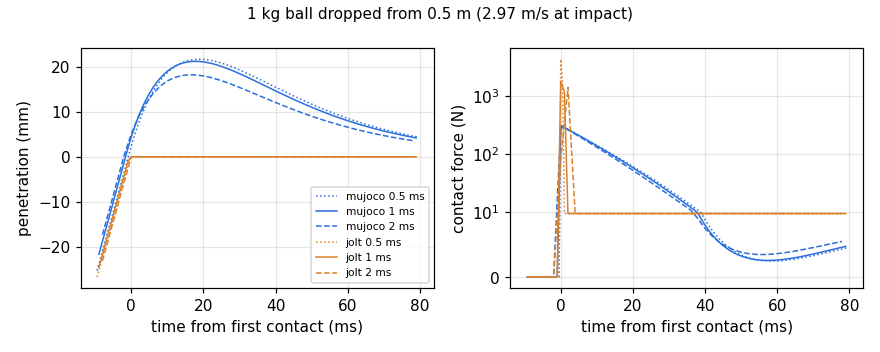 1 kg ball dropped from 0.5 m (2.97 m/s at impact)
penetration (mm)
20
10
0
−10
−20
0
20
40
60
80
time from first contact (ms)
mujoco 0.5 ms
mujoco 1 ms
mujoco 2 ms
jolt 0.5 ms
jolt 1 ms
jolt 2 ms
contact force (N)
10³
10²
10¹
0
0
20
40
60
80
time from first contact (ms)